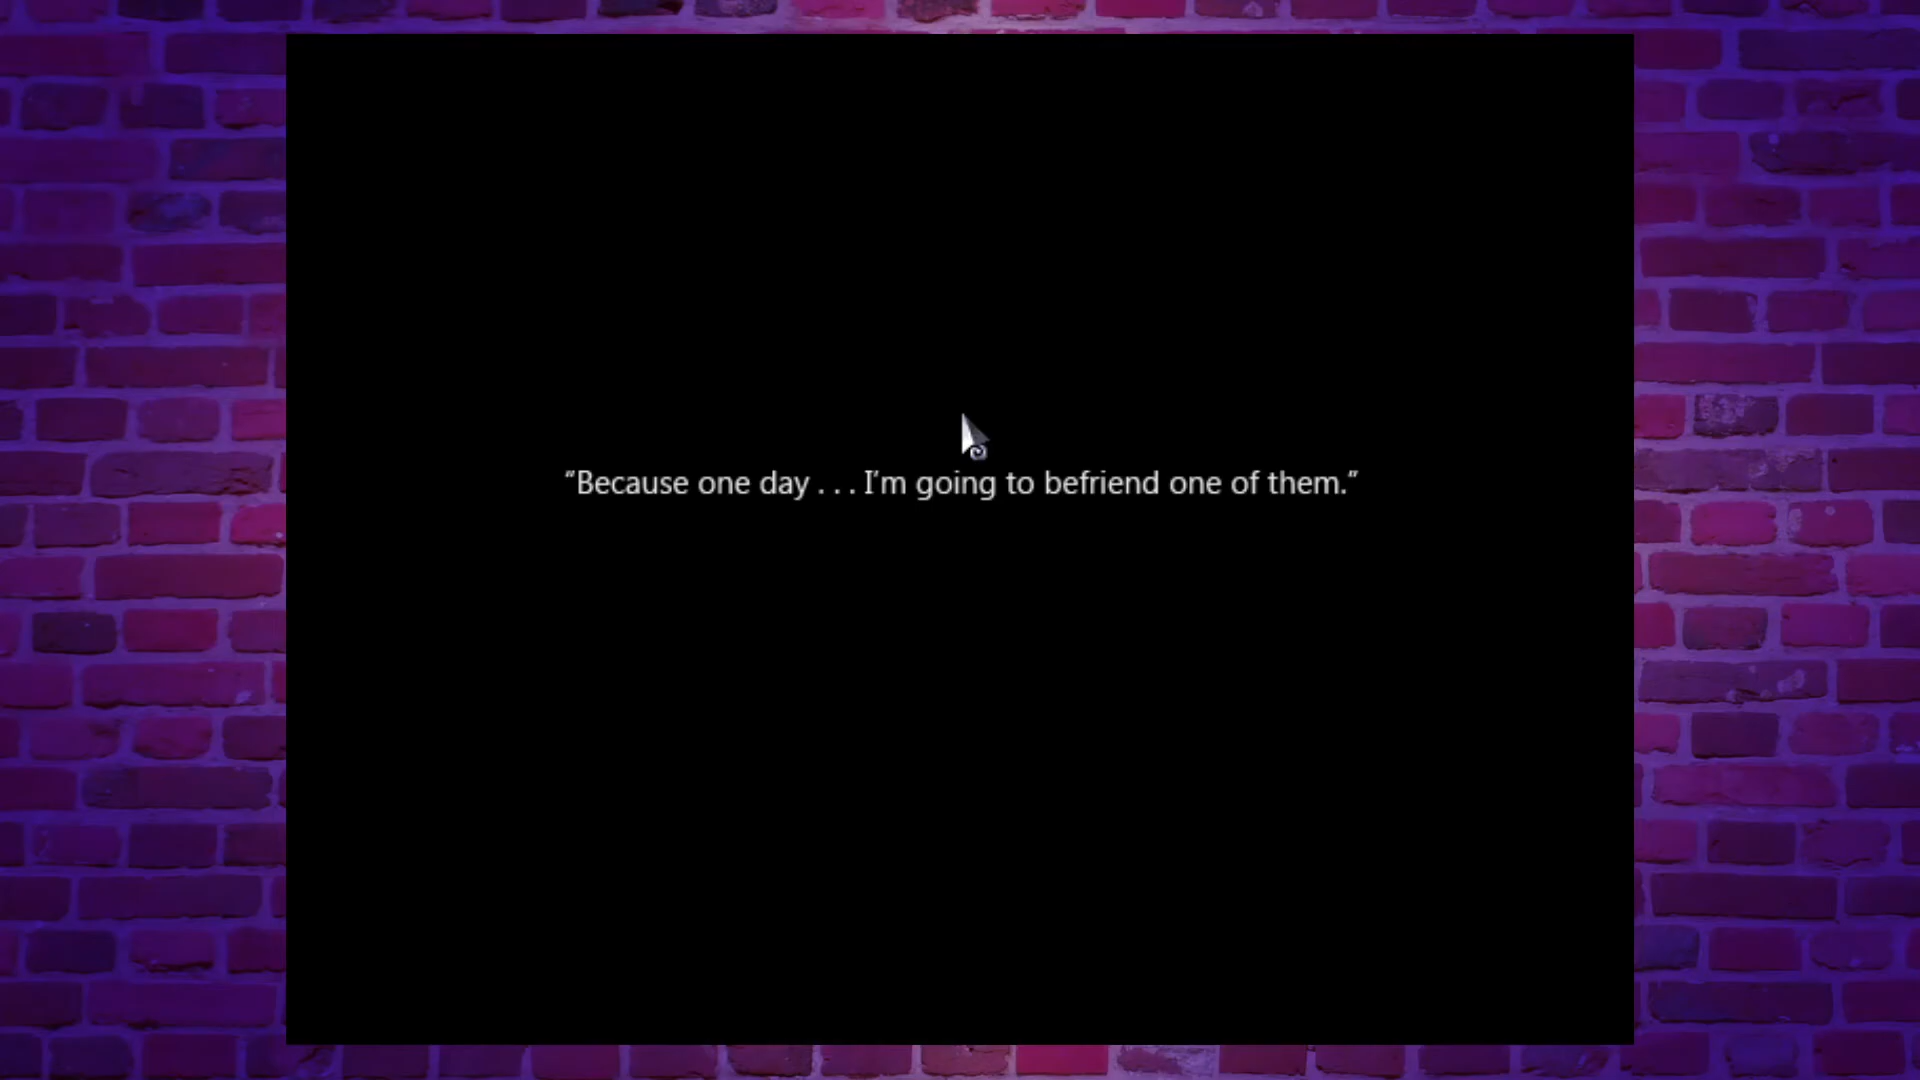 “Because one day . . . I’m going to befriend one of them.”